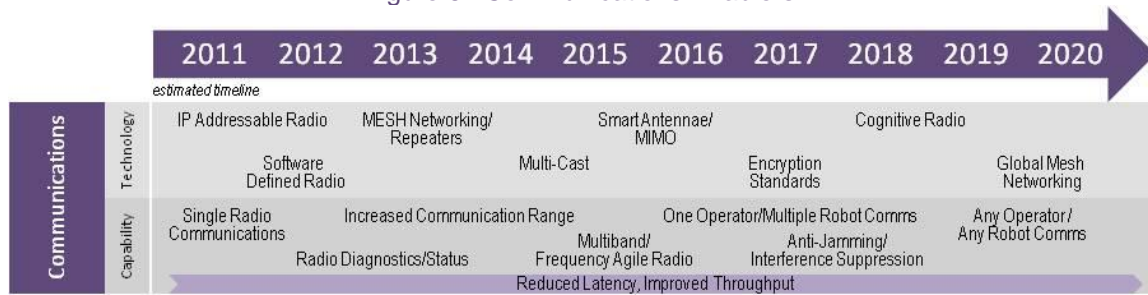 2011 2012 2013 2014 2015 2016 2017 2018 2019 2020
estimated timeline
Communications
Technology
IP Addressable Radio
MESH Networking/
Repeaters
Smart Antennae/
MIMO
Cognitive Radio
Software
Defined Radio
Multi-Cast
Encryption
Standards
Global Mesh
Networking
Capability
Single Radio
Communications
Increased Communication Range
One Operator/Multiple Robot Comms
Any Operator/
Any Robot Comms
Radio Diagnostics/Status
Multiband/
Frequency Agile Radio
Anti-Jamming/
Interference Suppression
Reduced Latency, Improved Throughput